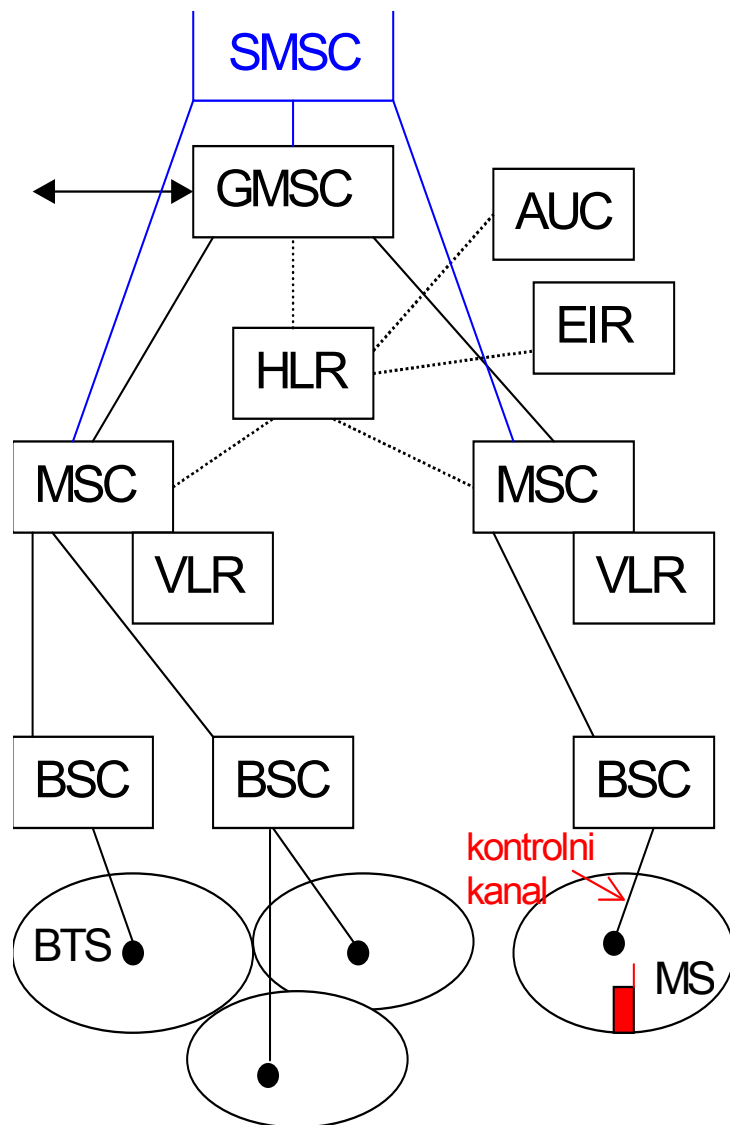 SMSC
GMSC
AUC
EIR
HLR
MSC
MSC
VLR
VLR
BSC
BSC
BSC
kontrolni
kanal
BTS
MS